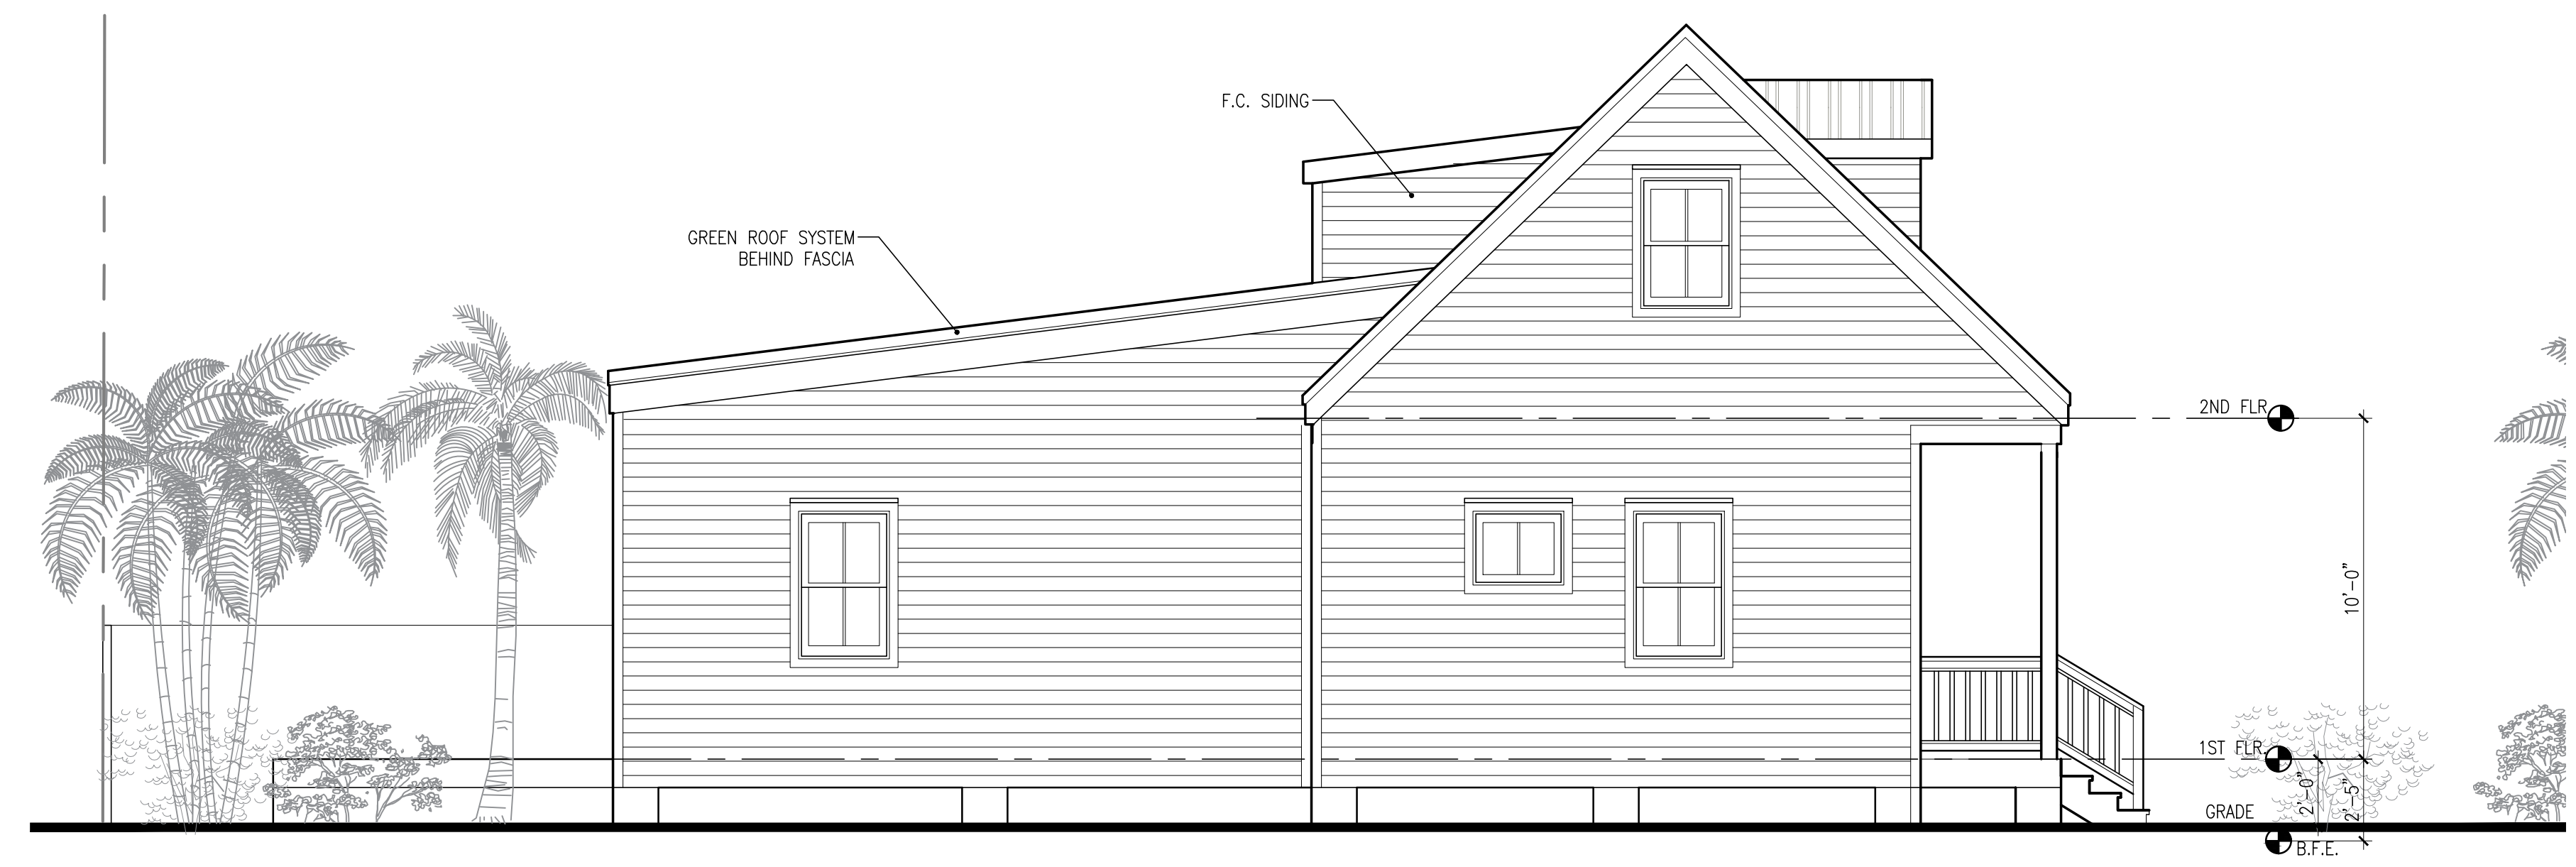 F.C. SIDING
GREEN ROOF SYSTEM
BEHIND FASCIA
2ND FLR.
10'-0"
1ST FLR.
2'-0"
2'-5"
GRADE
B.F.E.